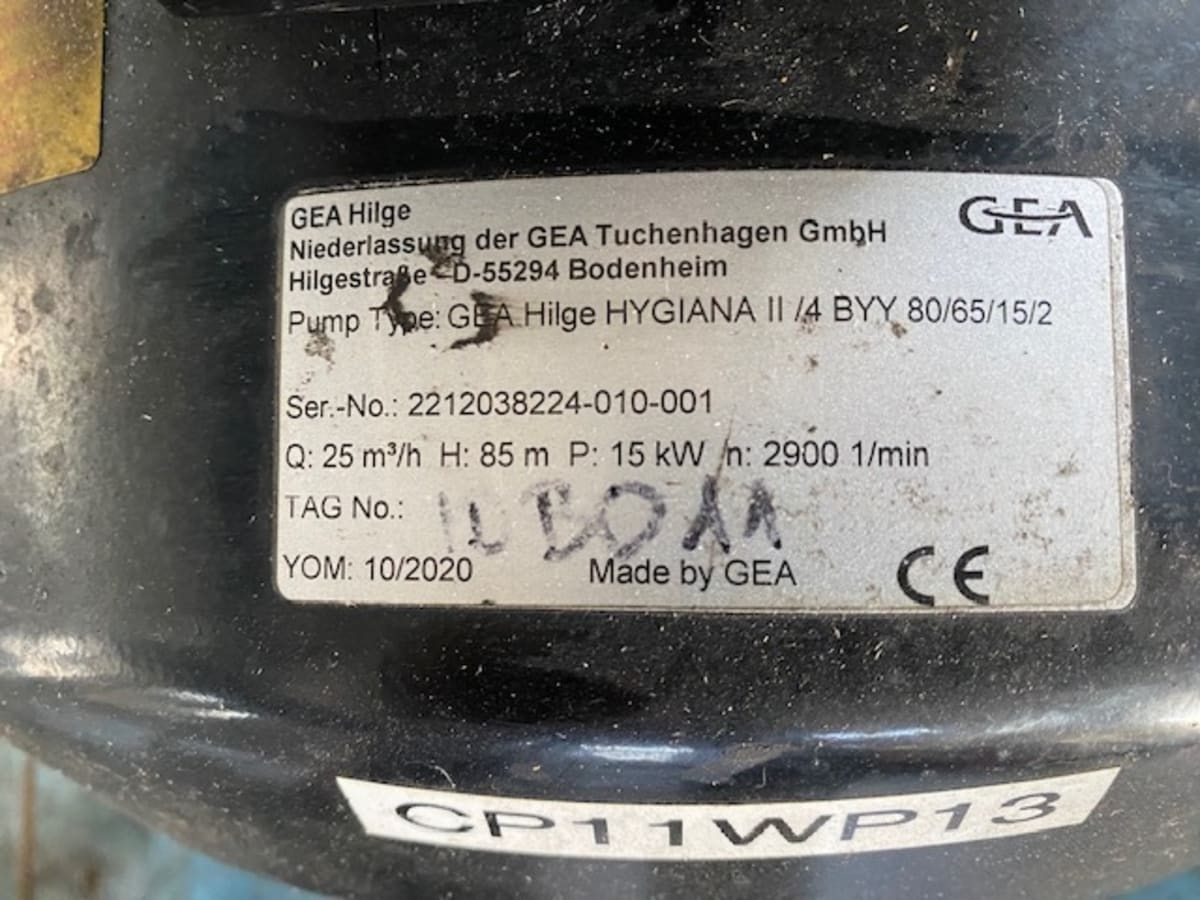 GEA Hilge
GEA
Niederlassung der GEA Tuchenhagen GmbH
Hilgestraße D-55294 Bodenheim
Pump Type: GEA Hilge HYGIANA II /4 BYY 80/65/15/2
Ser.-No.: 2212038224-010-001
Q: 25 m³/h H: 85 m P: 15 kW n: 2900 1/min
TAG No.:
YOM: 10/2020 Made by GEA CE
CP11WP13